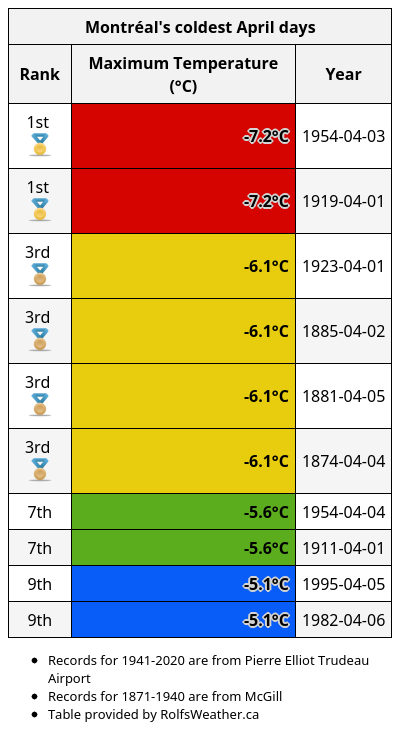 Montréal's coldest April days
Rank Maximum Temperature (°C) Year
1st -7.2°C 1954-04-03
1st -7.2°C 1919-04-01
3rd -6.1°C 1923-04-01
3rd -6.1°C 1885-04-02
3rd -6.1°C 1881-04-05
3rd -6.1°C 1874-04-04
7th -5.6°C 1954-04-04
7th -5.6°C 1911-04-01
9th -5.1°C 1995-04-05
9th -5.1°C 1982-04-06
• Records for 1941-2020 are from Pierre Elliot Trudeau
Airport
• Records for 1871-1940 are from McGill
• Table provided by RolfsWeather.ca